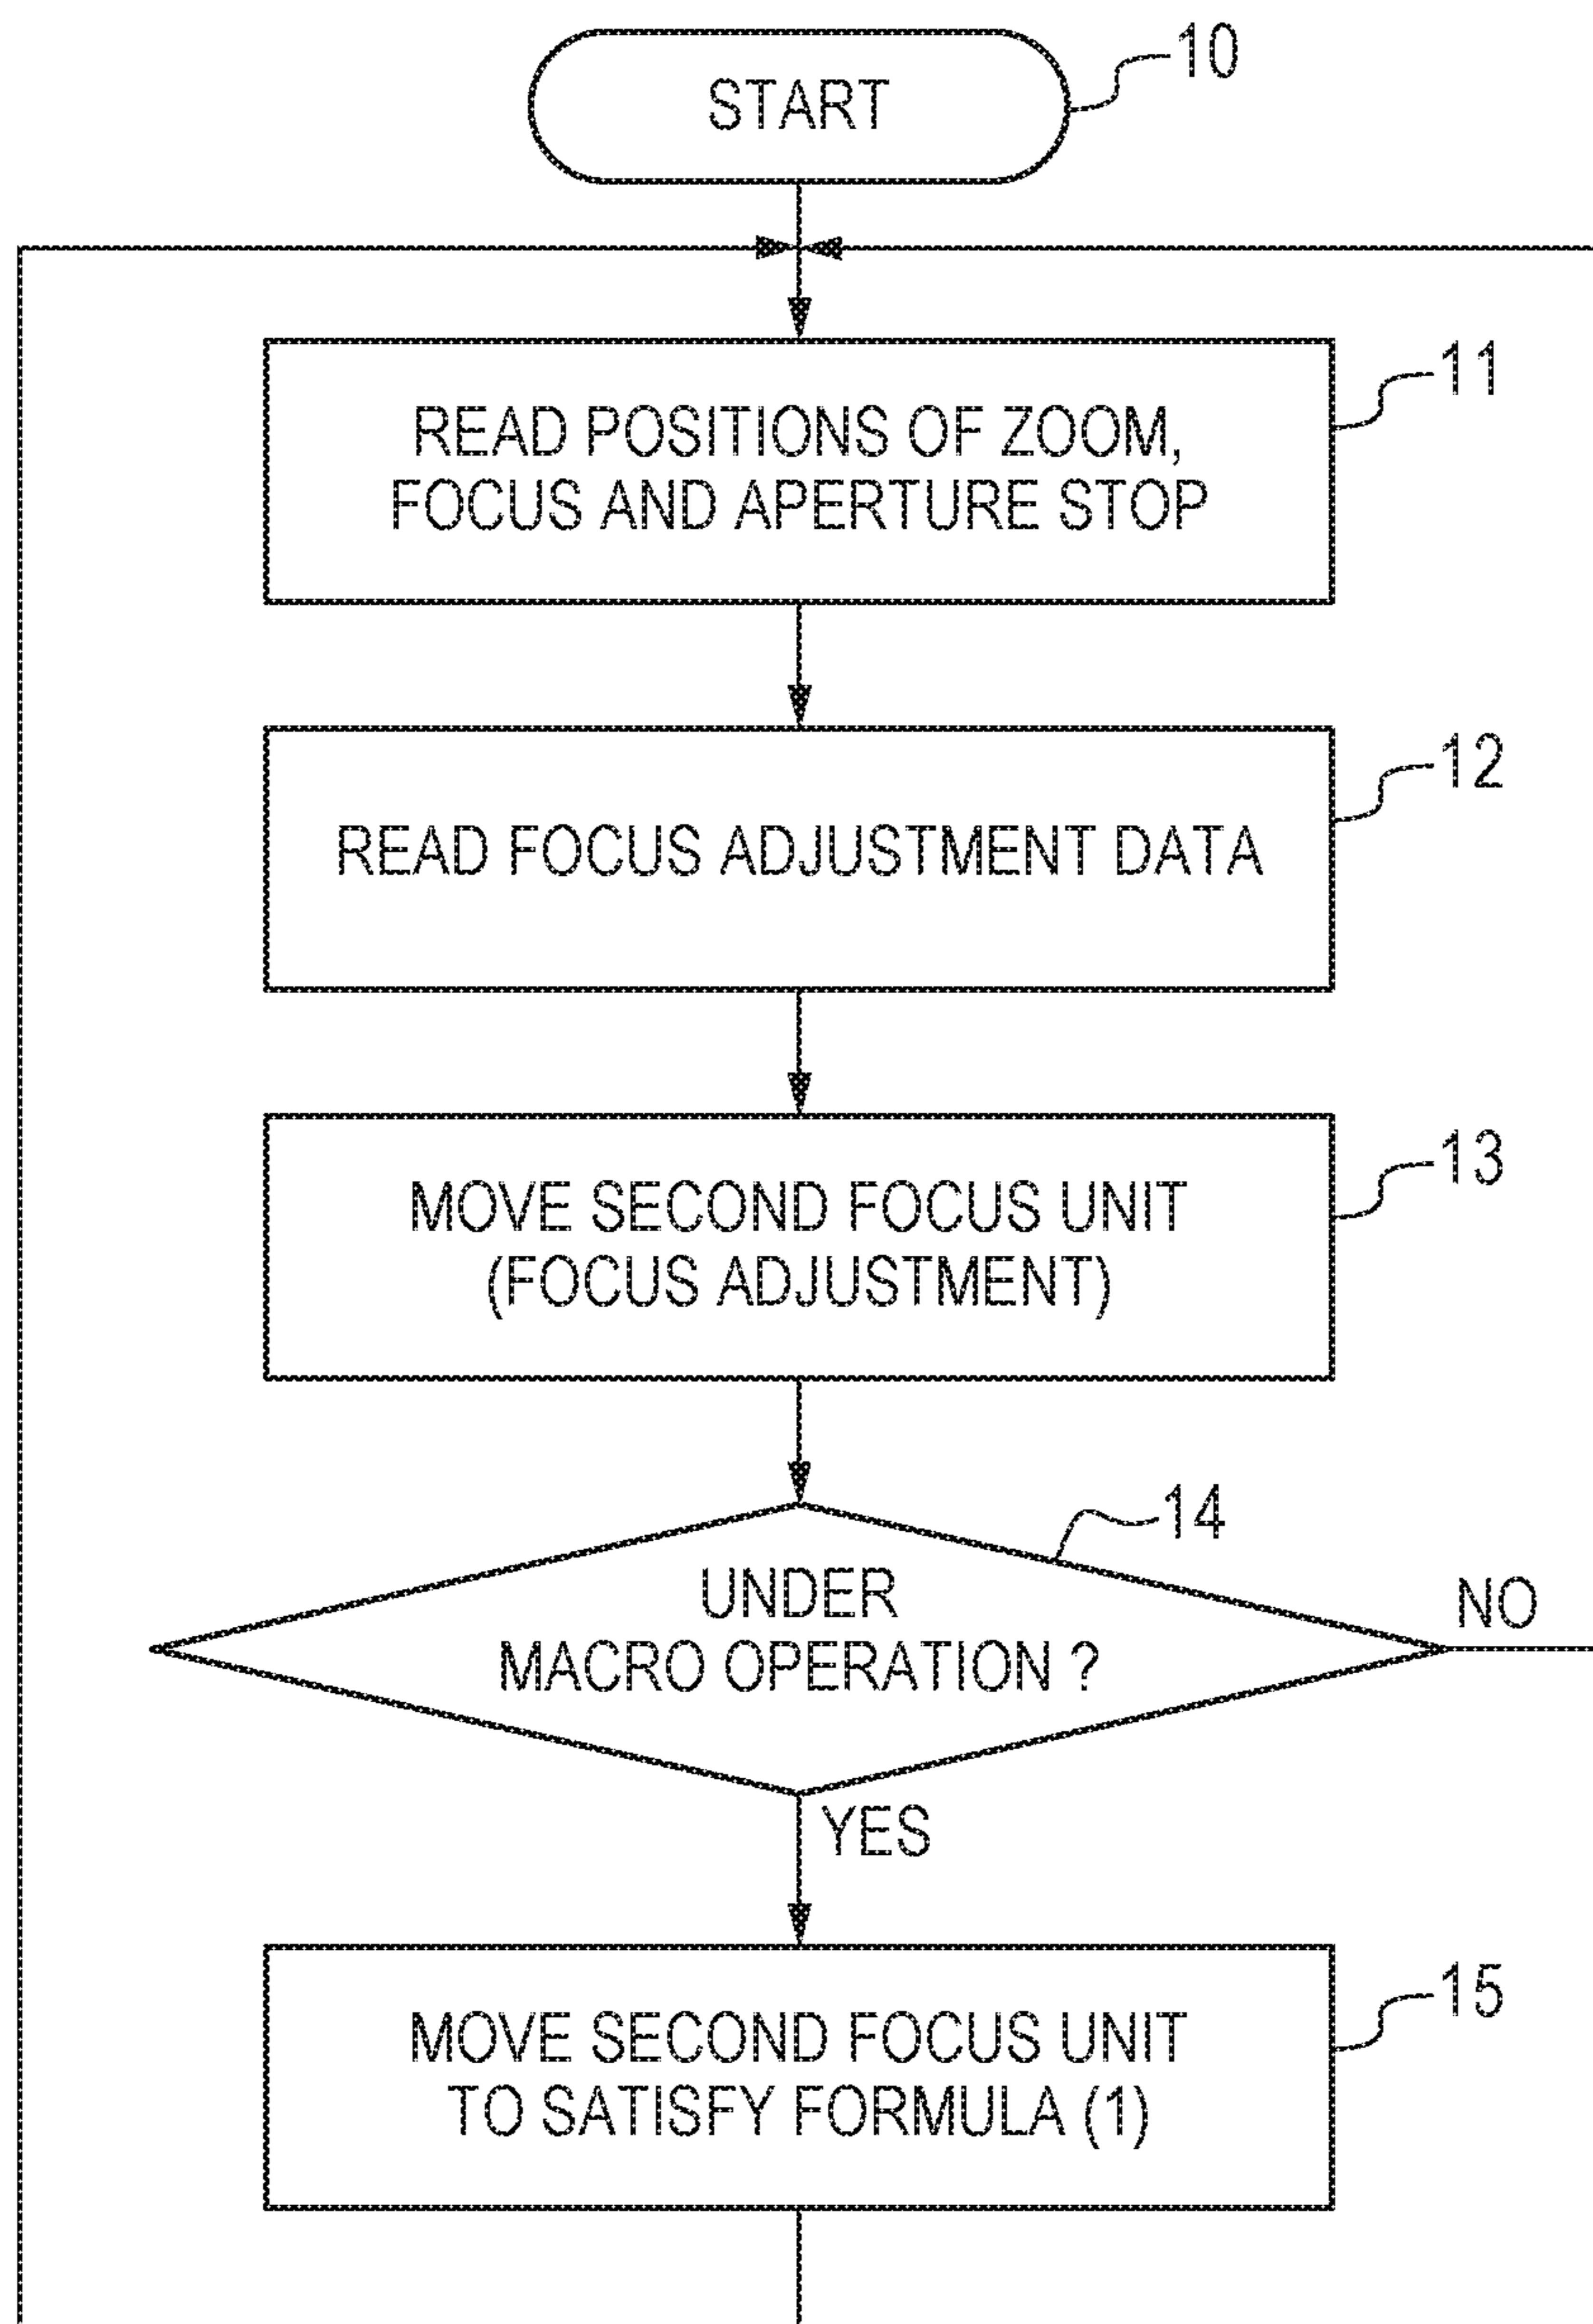 START
10
READ POSITIONS OF ZOOM,
FOCUS AND APERTURE STOP
11
READ FOCUS ADJUSTMENT DATA
12
MOVE SECOND FOCUS UNIT
(FOCUS ADJUSTMENT)
13
UNDER
MACRO OPERATION ?
14
NO
YES
MOVE SECOND FOCUS UNIT
TO SATISFY FORMULA (1)
15